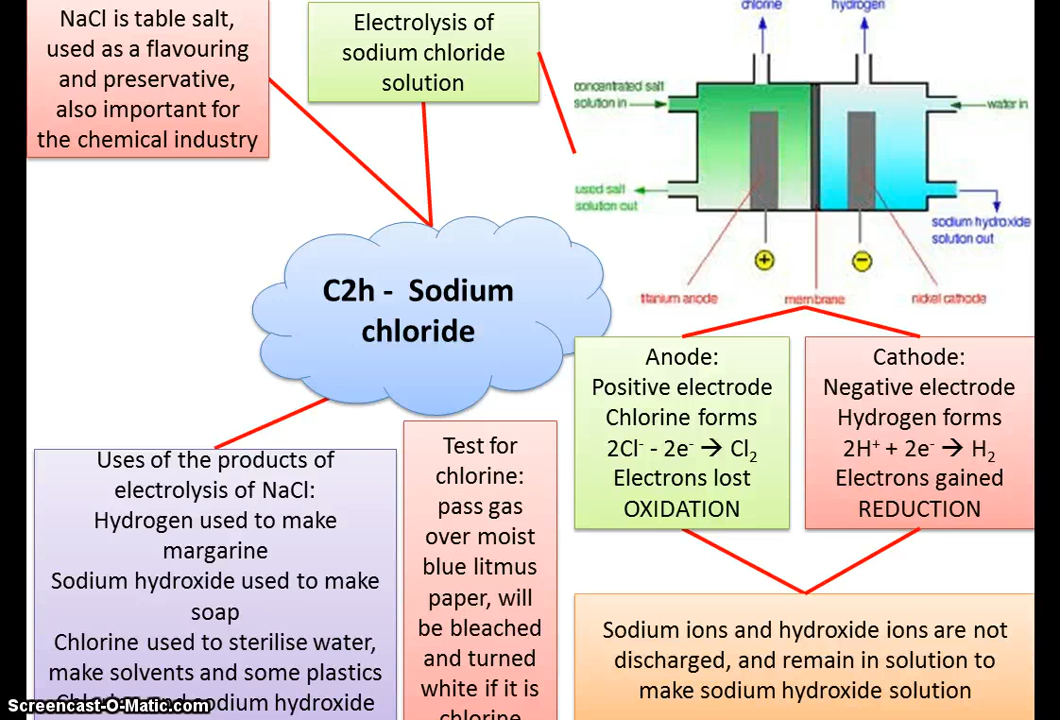 NaCl is table salt,
used as a flavouring
and preservative,
also important for
the chemical industry
Electrolysis of
sodium chloride
solution
chlorine
hydrogen
concentrated salt
solution in
water in
used salt
solution out
sodium hydroxide
solution out
+
−
titanium anode
membrane
nickel cathode
C2h - Sodium
chloride
Anode:
Positive electrode
Chlorine forms
2Cl⁻ - 2e⁻ → Cl₂
Electrons lost
OXIDATION
Cathode:
Negative electrode
Hydrogen forms
2H⁺ + 2e⁻ → H₂
Electrons gained
REDUCTION
Uses of the products of
electrolysis of NaCl:
Hydrogen used to make
margarine
Sodium hydroxide used to make
soap
Chlorine used to sterilise water,
make solvents and some plastics
sodium hydroxide
Test for
chlorine:
pass gas
over moist
blue litmus
paper, will
be bleached
and turned
white if it is
chlorine
Sodium ions and hydroxide ions are not
discharged, and remain in solution to
make sodium hydroxide solution
Screencast-O-Matic.com